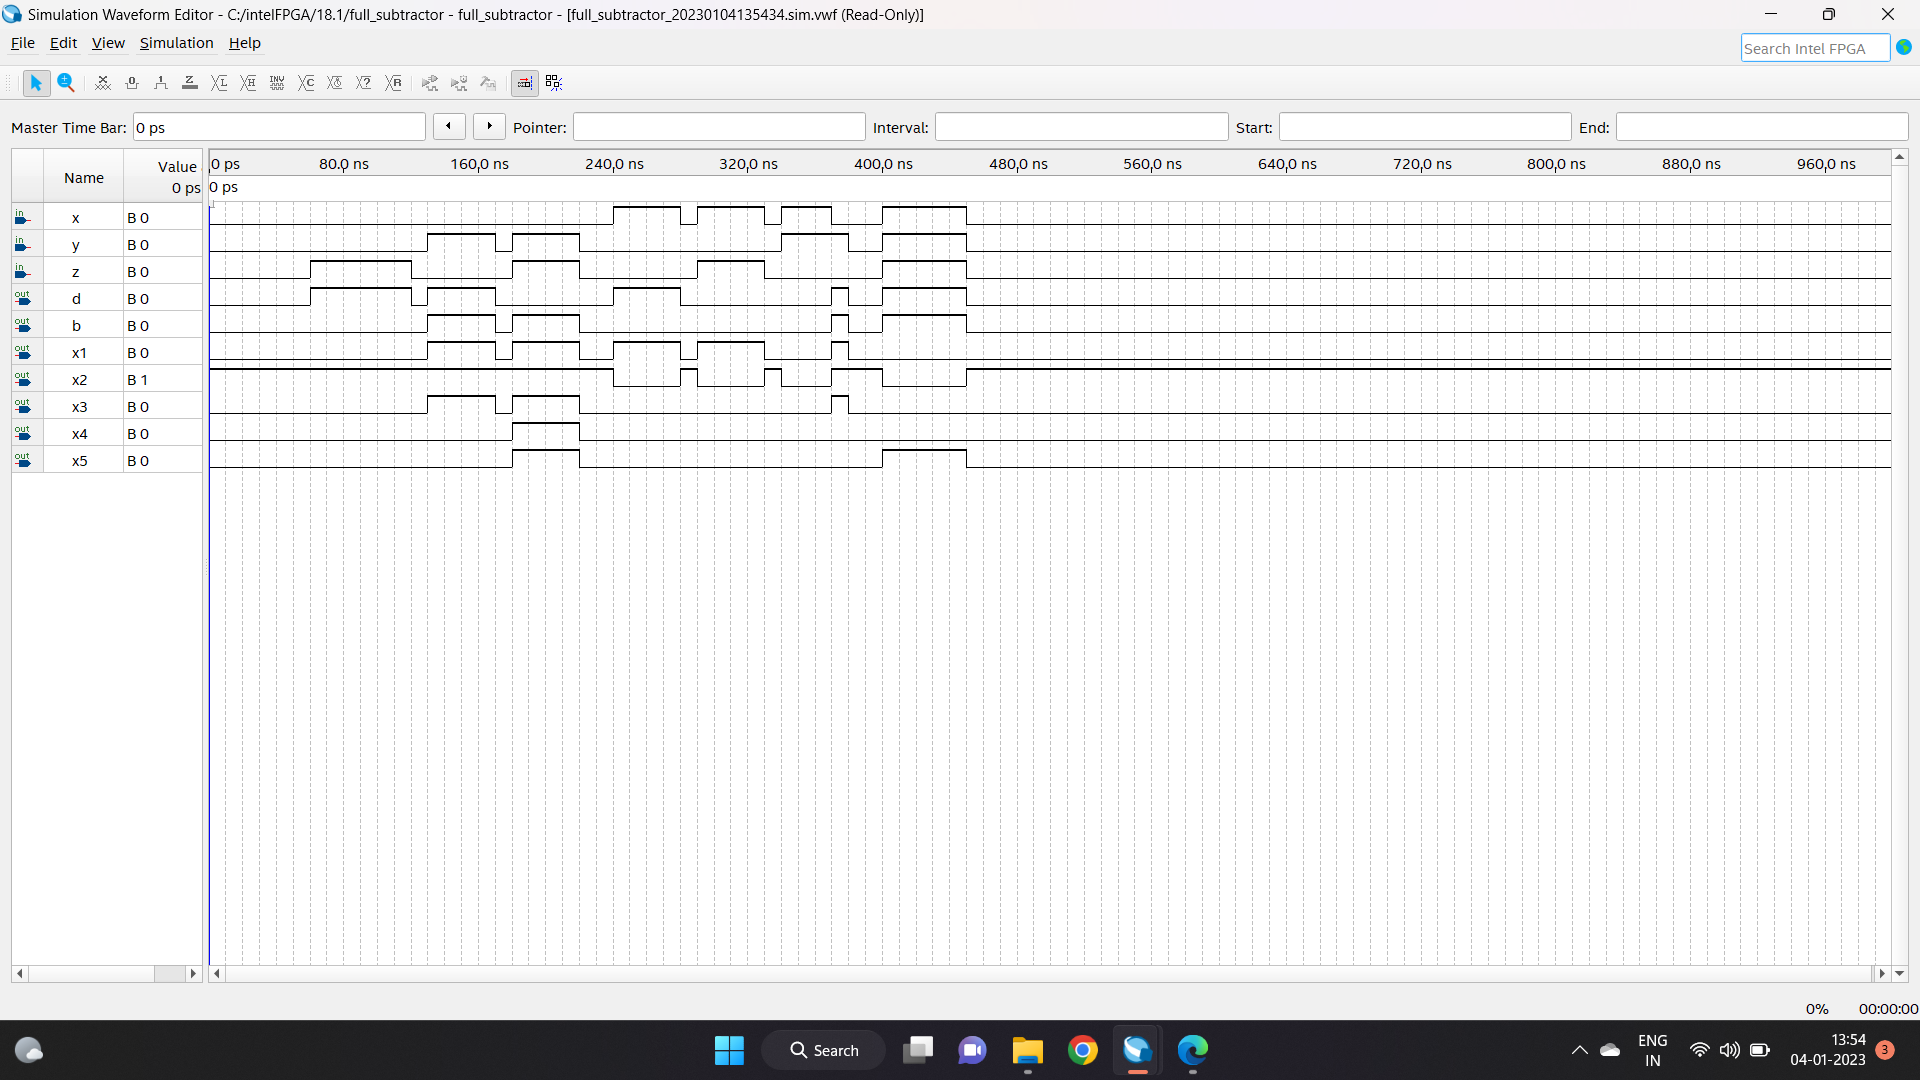 Simulation Waveform Editor - C:/intelFPGA/18.1/full_subtractor - full_subtractor - [full_subtractor_20230104135434.sim.vwf (Read-Only)]
File Edit View Simulation Help
Search Intel FPGA
Master Time Bar: 0 ps Pointer: Interval: Start: End:
Name Value 0 ps
0 ps 80.0 ns 160.0 ns 240.0 ns 320.0 ns 400.0 ns 480.0 ns 560.0 ns 640.0 ns 720.0 ns 800.0 ns 880.0 ns 960.0 ns
0 ps
in x B 0
in y B 0
in z B 0
out d B 0
out b B 0
out x1 B 0
out x2 B 1
out x3 B 0
out x4 B 0
out x5 B 0
0% 00:00:00
Search
ENG
IN
13:54
04-01-2023
3